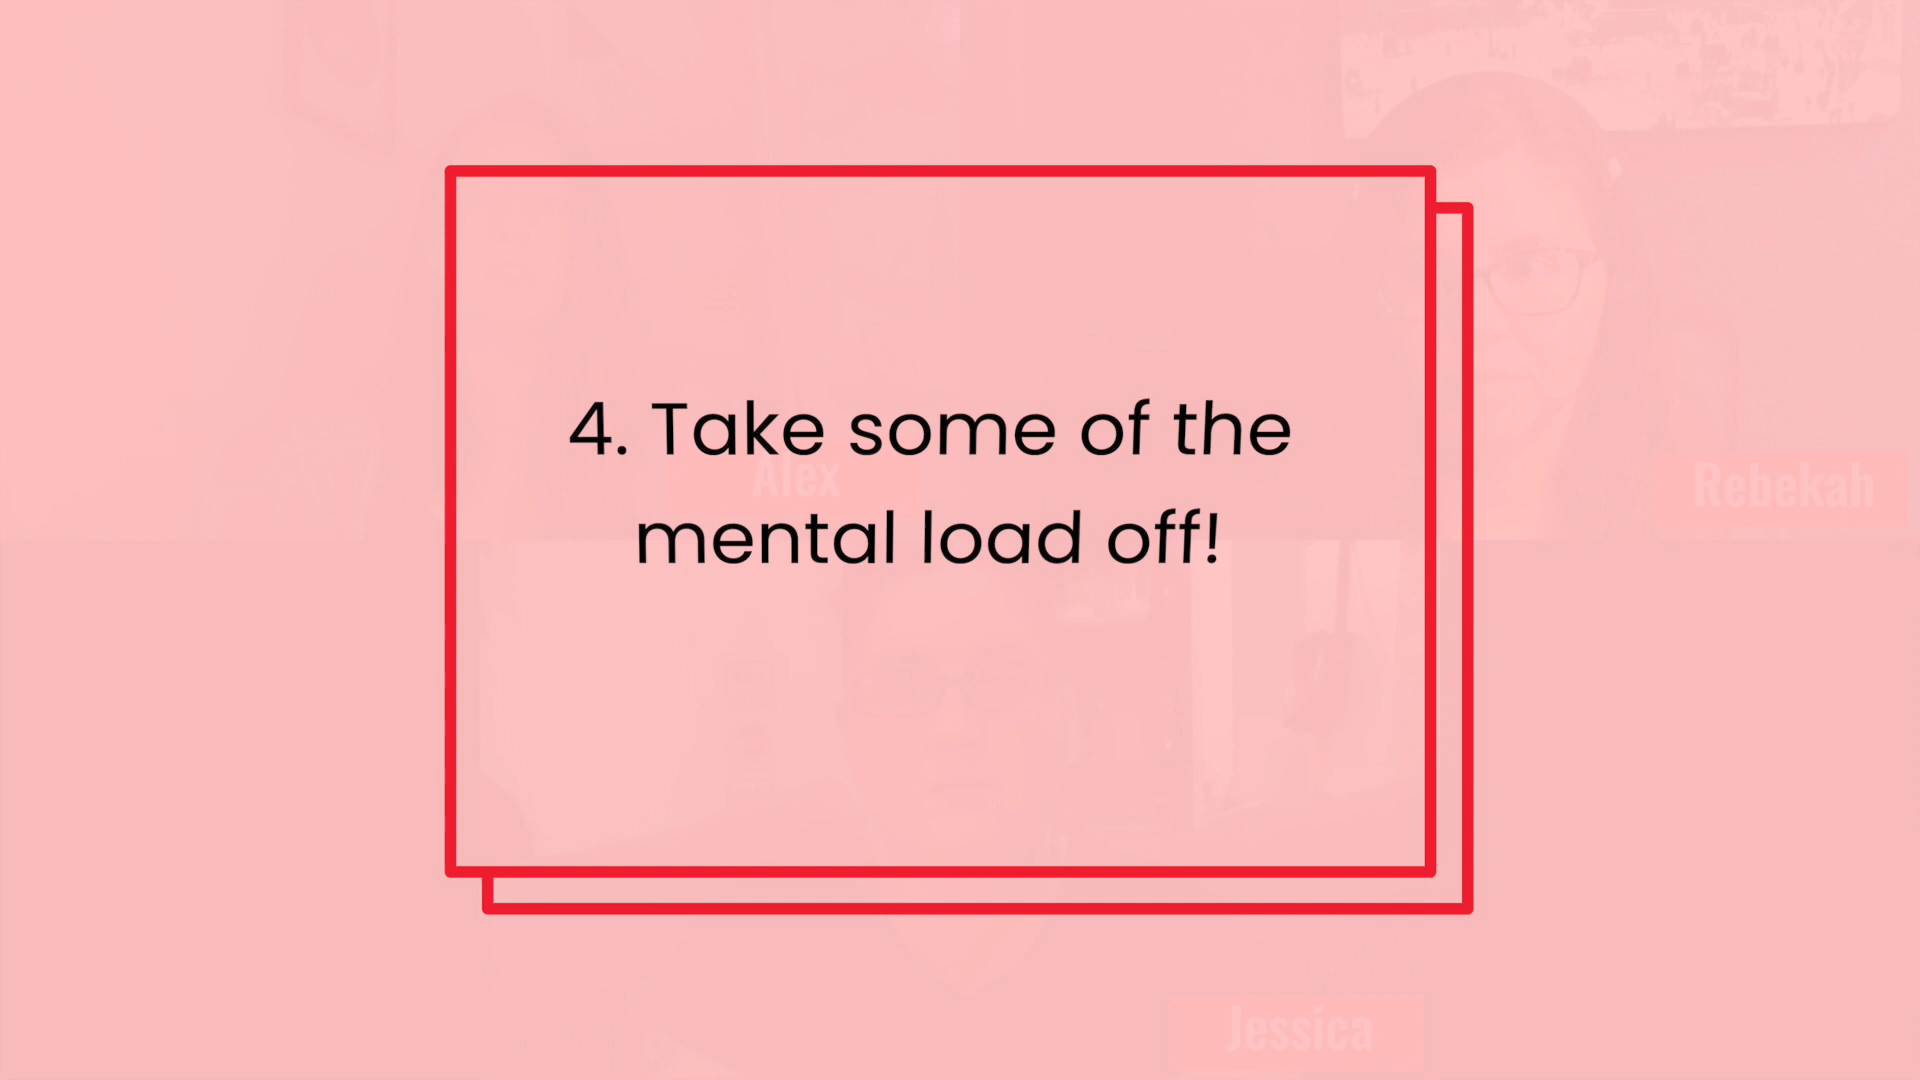 4. Take some of the
Alex
Rebekah
mental load off!
Jessica